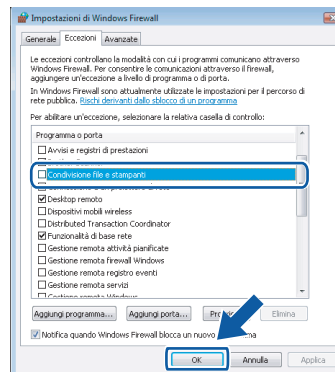 Impostazioni di Windows Firewall
Generale Eccezioni Avanzate
Le eccezioni controllano la modalità con cui i programmi comunicano attraverso
Windows Firewall. Per consentire le comunicazioni attraverso il firewall,
aggiungere un'eccezione a livello di programma o di porta.
In Windows Firewall sono attualmente utilizzate le impostazioni per il percorso di
rete pubblica. Rischi derivanti dallo sblocco di un programma
Per abilitare un'eccezione, selezionare la relativa casella di controllo:
Programma o porta
Avvisi e registri di prestazioni
Condivisione file e stampanti
Desktop remoto
Dispositivi mobili wireless
Distributed Transaction Coordinator
Funzionalità di base rete
Gestione remota attività pianificate
Gestione remota firewall Windows
Gestione remota registro eventi
Gestione remota servizi
Gestione remota Windows
Aggiungi programma... Aggiungi porta... Elimina
Notifica quando Windows Firewall blocca un nuovo
OK Annulla Applica